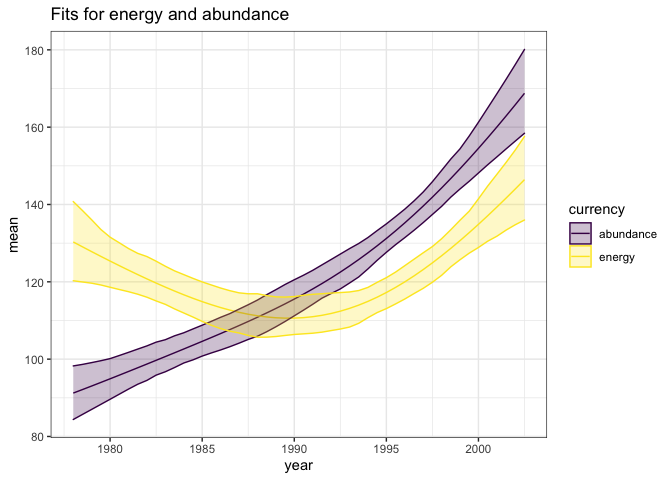 Fits for energy and abundance
180
160
140
120
100
80
mean
1980 1985 1990 1995 2000
year
currency
abundance
energy